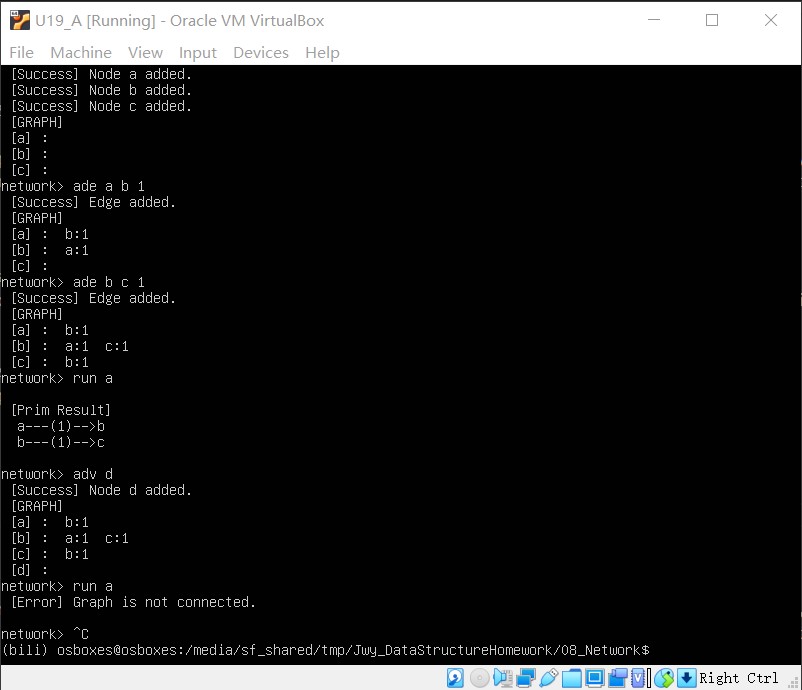 U19_A [Running] - Oracle VM VirtualBox
File Machine View Input Devices Help
[Success] Node a added.
[Success] Node b added.
[Success] Node c added.
[GRAPH]
[a] :
[b] :
[c] :
network> ade a b 1
[Success] Edge added.
[GRAPH]
[a] :  b:1
[b] :  a:1
[c] :
network> ade b c 1
[Success] Edge added.
[GRAPH]
[a] :  b:1
[b] :  a:1  c:1
[c] :  b:1
network> run a
[Prim Result]
a---(1)-->b
b---(1)-->c
network> adv d
[Success] Node d added.
[GRAPH]
[a] :  b:1
[b] :  a:1  c:1
[c] :  b:1
[d] :
network> run a
[Error] Graph is not connected.
network> ^C
(bili) osboxes@osboxes:/media/sf_shared/tmp/Jwy_DataStructureHomework/08_Network$
Right Ctrl